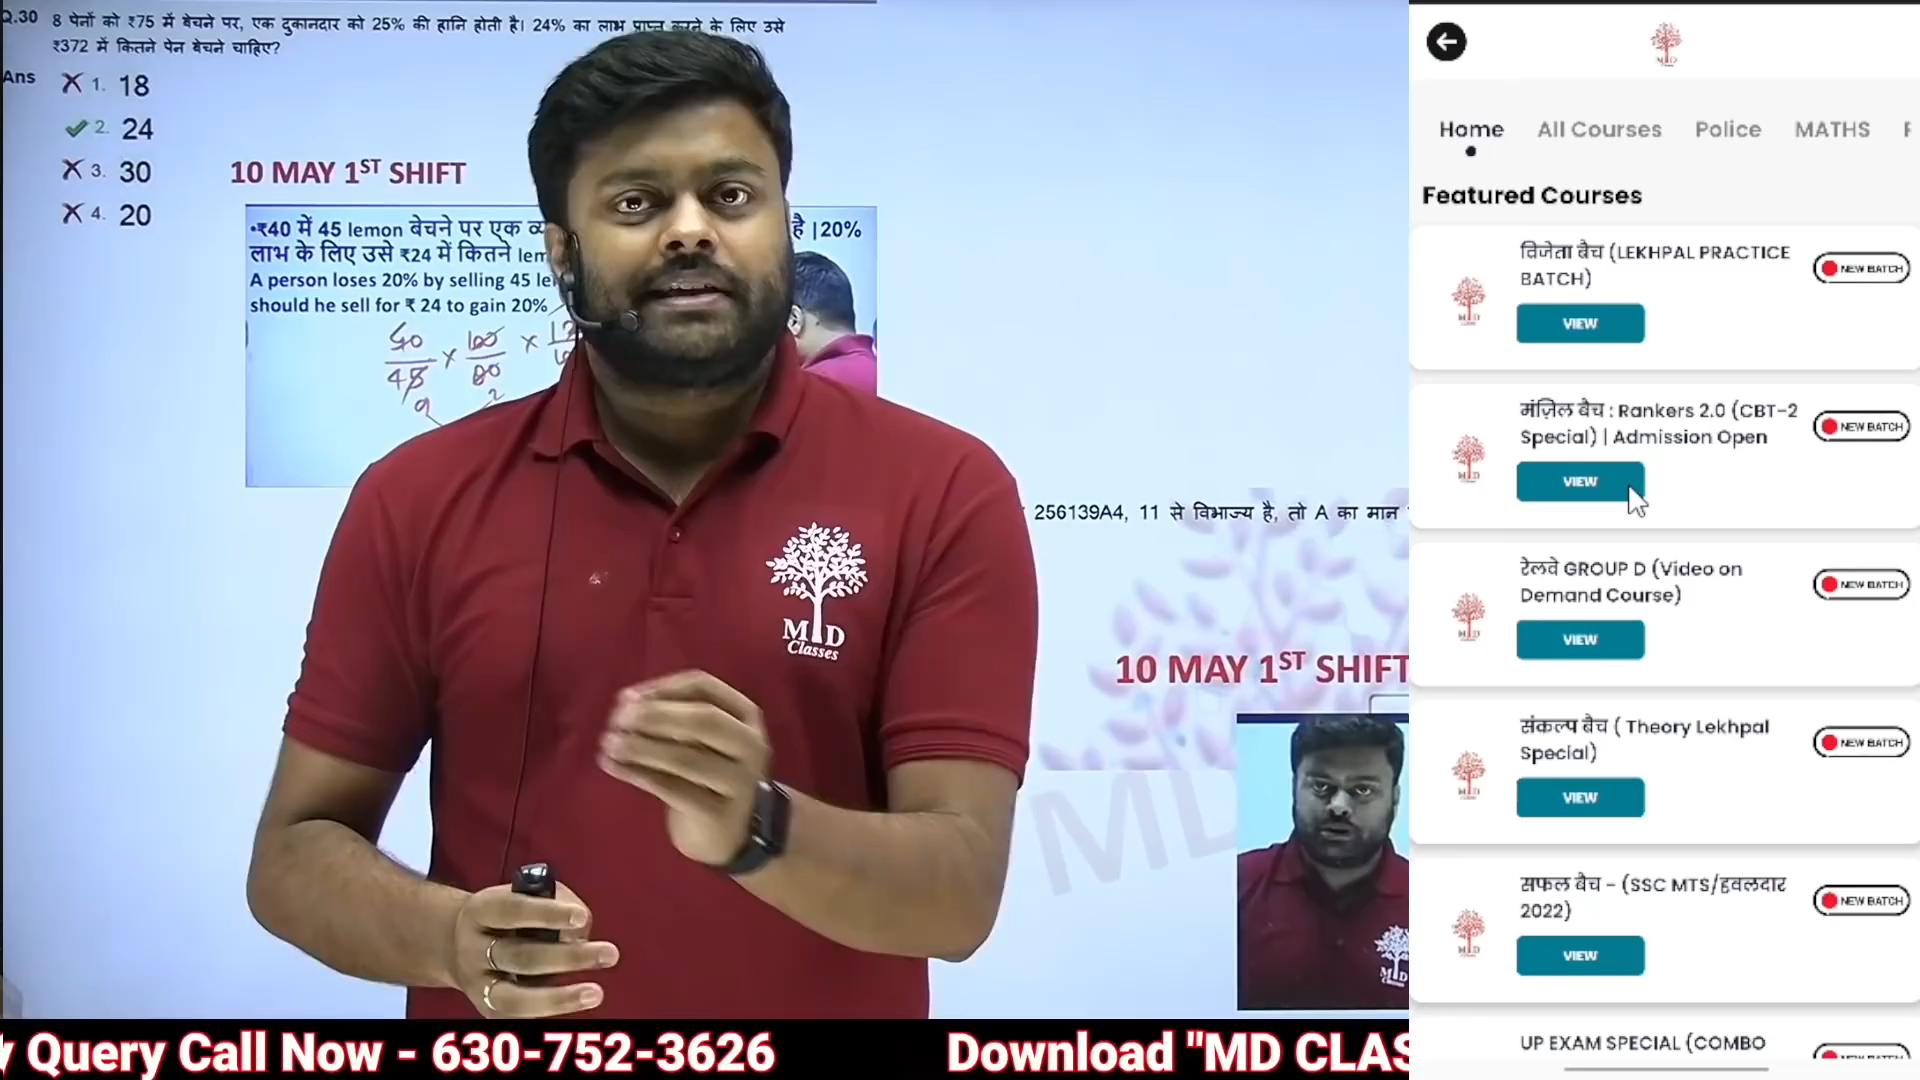 Q.30 8 पेनों को ₹75 में बेचने पर, एक दुकानदार को 25% की हानि होती है। 24% का लाभ प्राप्त करने के लिए उसे
₹372 में कितने पेन बेचने चाहिए?
Ans
1. 18
2. 24
3. 30
4. 20
10 MAY 1ST SHIFT
•₹40 में 45 lemon बेचने पर एक
है |20%
लाभ के लिए उसे ₹24 में कितने
A person loses 20% by selling 45
should he sell for ₹ 24 to gain 20%
256139A4, 11 से विभाज्य है, तो A का मान
10 MAY 1ST SHIFT
MD
Classes
Query Call Now - 630-752-3626
Download "MD
Home All Courses Police MATHS
Featured Courses
विजेता बैच (LEKHPAL PRACTICE
BATCH)
NEW BATCH
VIEW
मंज़िल बैच : Rankers 2.0 (CBT-2
Special) | Admission Open
NEW BATCH
VIEW
रेलवे GROUP D (Video on
Demand Course)
NEW BATCH
VIEW
संकल्प बैच ( Theory Lekhpal
Special)
NEW BATCH
VIEW
सफल बैच - (SSC MTS/हवलदार
2022)
NEW BATCH
VIEW
UP EXAM SPECIAL (COMBO